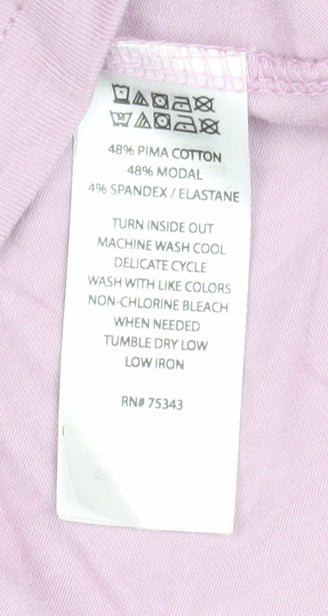 48% PIMA COTTON
48% MODAL
4% SPANDEX / ELASTANE
TURN INSIDE OUT
MACHINE WASH COOL
DELICATE CYCLE
WASH WITH LIKE COLORS
NON-CHLORINE BLEACH
WHEN NEEDED
TUMBLE DRY LOW
LOW IRON
RN# 75343